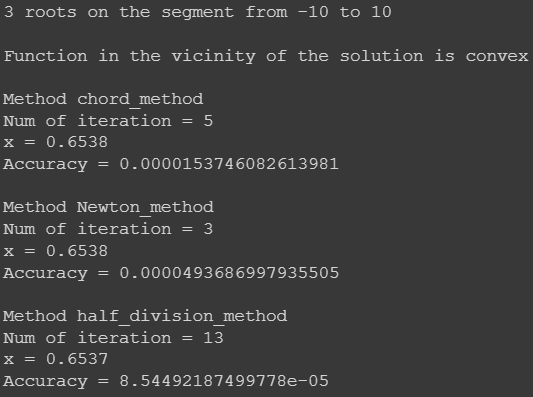 3 roots on the segment from -10 to 10
Function in the vicinity of the solution is convex
Method chord_method
Num of iteration = 5
x = 0.6538
Accuracy = 0.0000153746082613981
Method Newton_method
Num of iteration = 3
x = 0.6538
Accuracy = 0.0000493686997935505
Method half_division_method
Num of iteration = 13
x = 0.6537
Accuracy = 8.54492187499778e-05